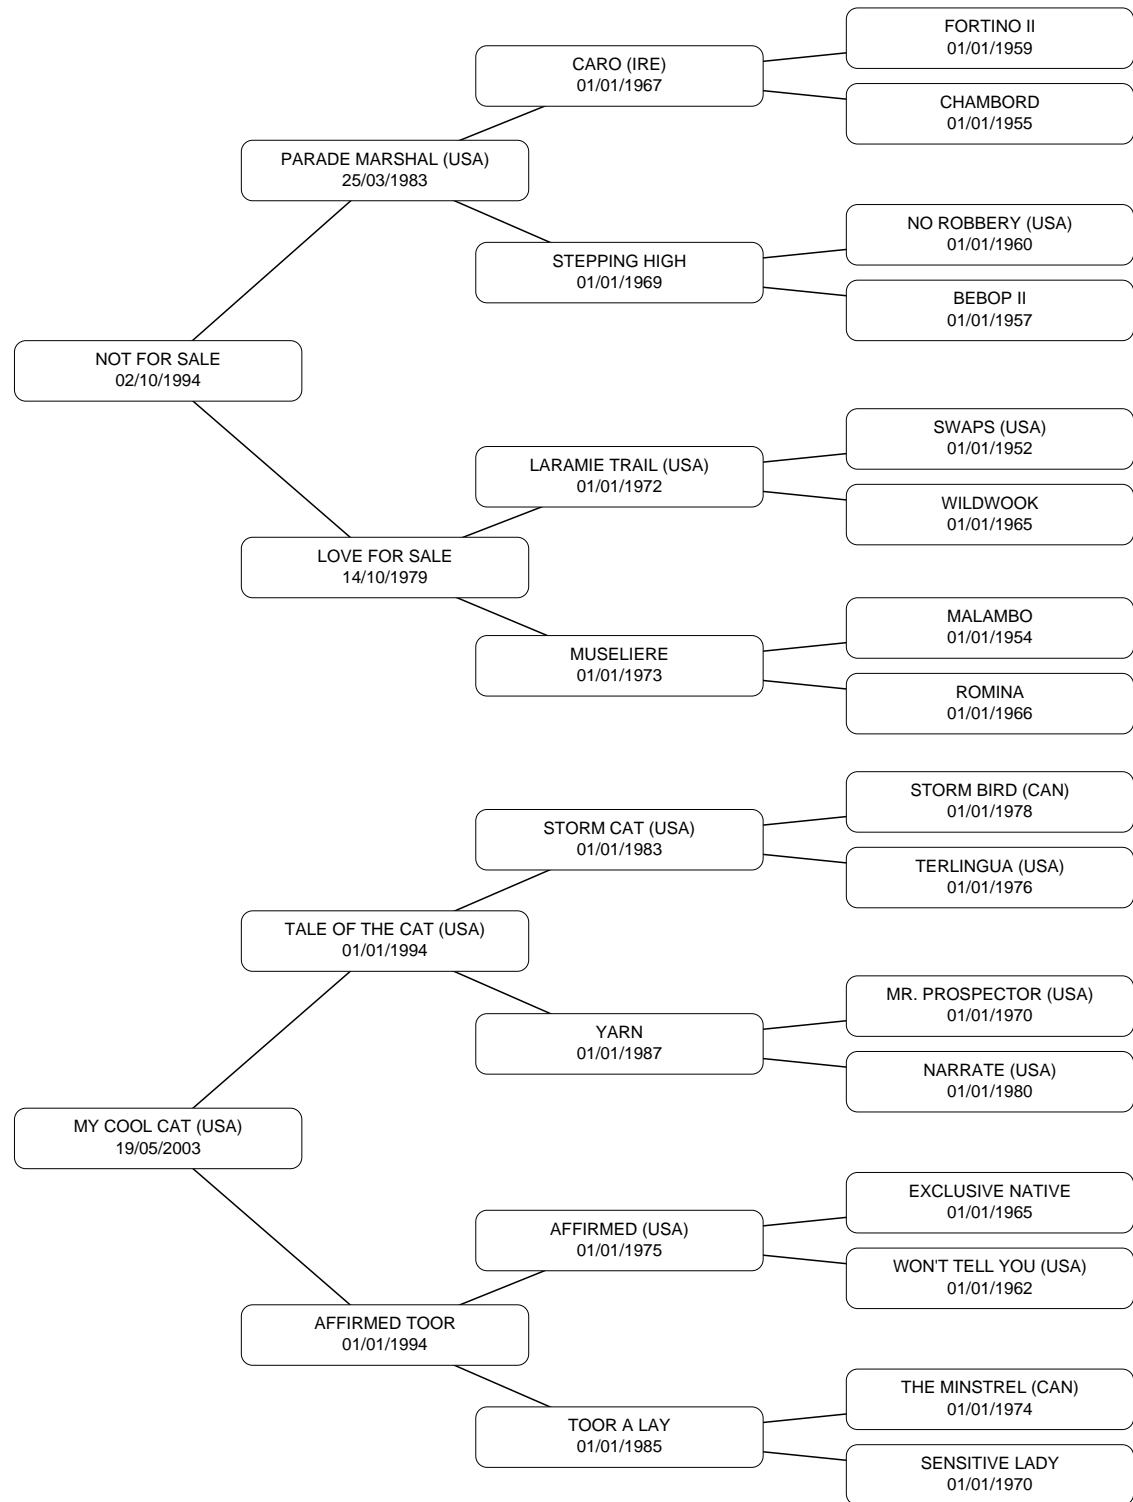 FORTINO II
01/01/1959
CARO (IRE)
01/01/1967
CHAMBORD
01/01/1955
PARADE MARSHAL (USA)
25/03/1983
NO ROBBERY (USA)
01/01/1960
STEPPING HIGH
01/01/1969
BEBOP II
01/01/1957
NOT FOR SALE
02/10/1994
SWAPS (USA)
01/01/1952
LARAMIE TRAIL (USA)
01/01/1972
WILDWOOK
01/01/1965
LOVE FOR SALE
14/10/1979
MALAMBO
01/01/1954
MUSELIERE
01/01/1973
ROMINA
01/01/1966
STORM BIRD (CAN)
01/01/1978
STORM CAT (USA)
01/01/1983
TERLINGUA (USA)
01/01/1976
TALE OF THE CAT (USA)
01/01/1994
MR. PROSPECTOR (USA)
01/01/1970
YARN
01/01/1987
NARRATE (USA)
01/01/1980
MY COOL CAT (USA)
19/05/2003
EXCLUSIVE NATIVE
01/01/1965
AFFIRMED (USA)
01/01/1975
WON'T TELL YOU (USA)
01/01/1962
AFFIRMED TOOR
01/01/1994
THE MINSTREL (CAN)
01/01/1974
TOOR A LAY
01/01/1985
SENSITIVE LADY
01/01/1970